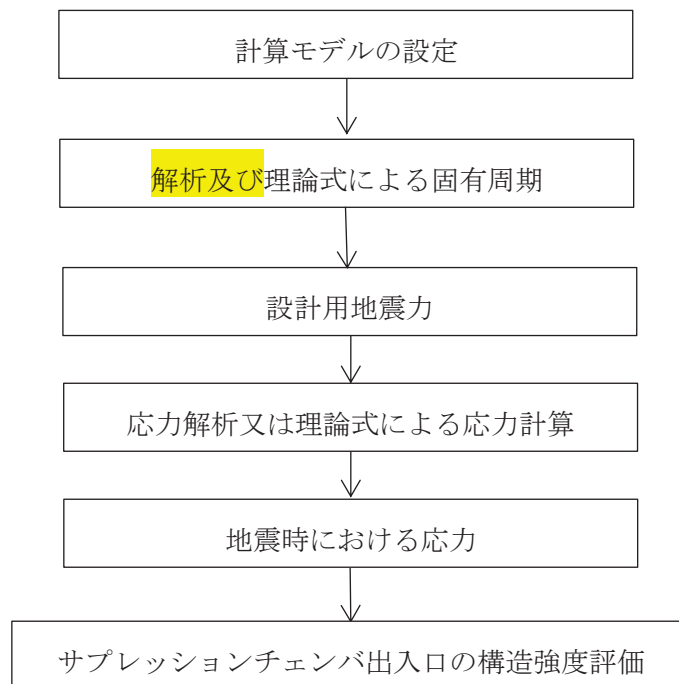 計算モデルの設定
解析及び理論式による固有周期
設計用地震力
応力解析又は理論式による応力計算
地震時における応力
サプレッションチェンバ出入口の構造強度評価